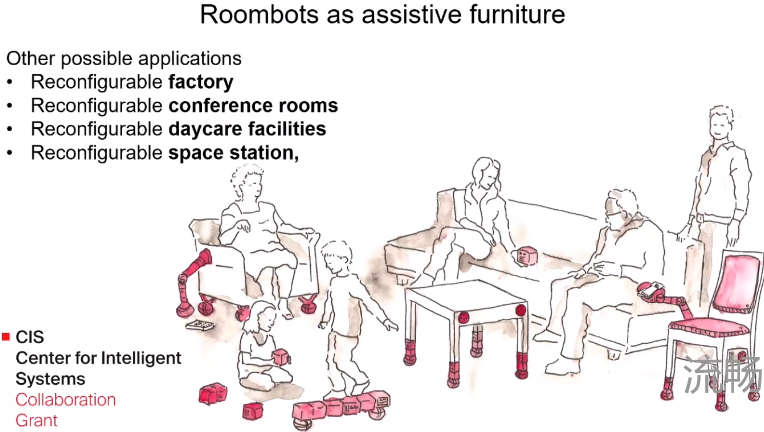 Roombots as assistive furniture
Other possible applications
• Reconfigurable factory
• Reconfigurable conference rooms
• Reconfigurable daycare facilities
• Reconfigurable space station,
CIS
Center for Intelligent
Systems
Collaboration
Grant
流畅